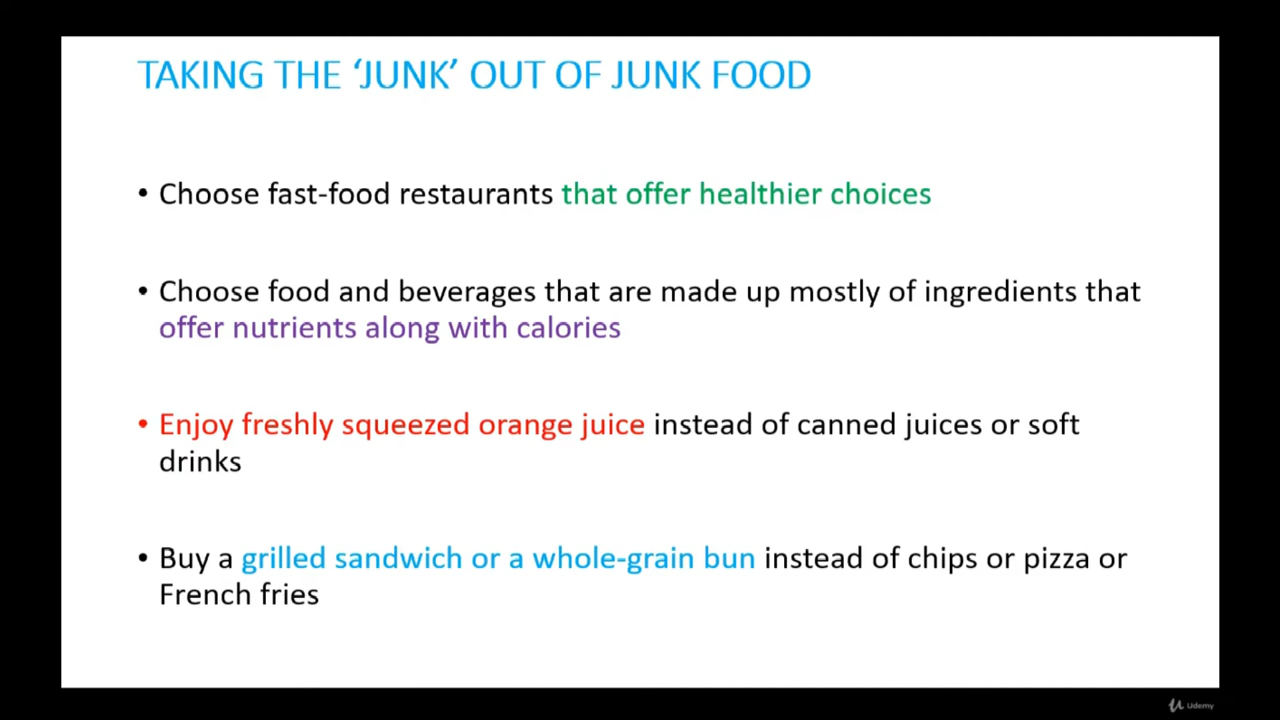 TAKING THE ‘JUNK’ OUT OF JUNK FOOD
• Choose fast-food restaurants that offer healthier choices
• Choose food and beverages that are made up mostly of ingredients that
offer nutrients along with calories
• Enjoy freshly squeezed orange juice instead of canned juices or soft
drinks
• Buy a grilled sandwich or a whole-grain bun instead of chips or pizza or
French fries
Udemy